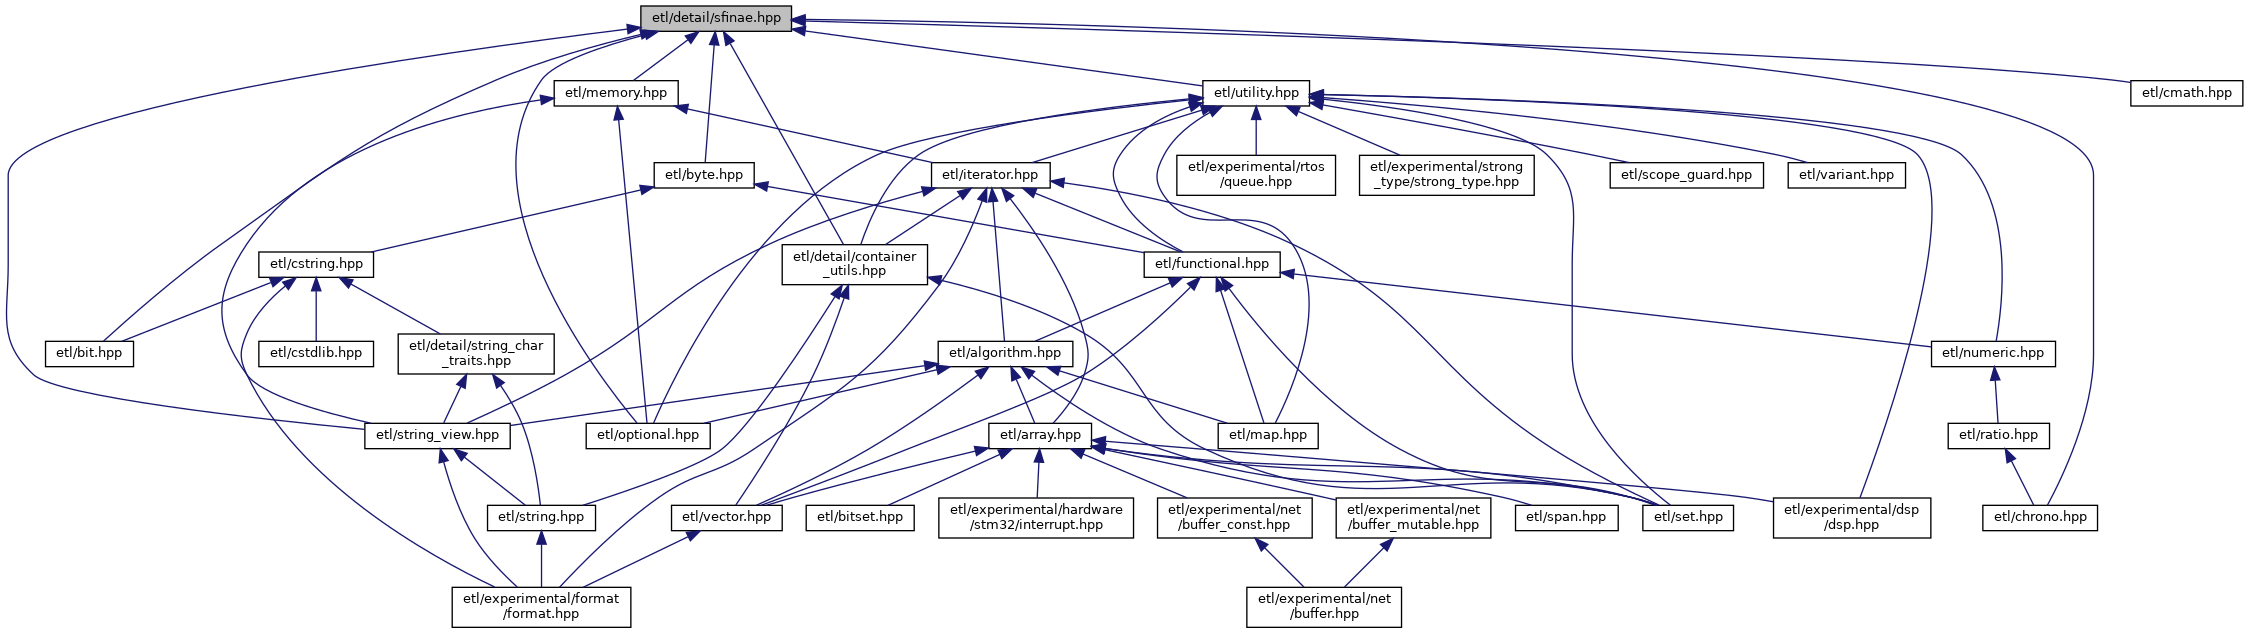 etl/detail/sfinae.hpp
etl/memory.hpp
etl/utility.hpp
etl/cmath.hpp
etl/byte.hpp
etl/iterator.hpp
etl/experimental/rtos
/queue.hpp
etl/experimental/strong
_type/strong_type.hpp
etl/scope_guard.hpp
etl/variant.hpp
etl/cstring.hpp
etl/detail/container
_utils.hpp
etl/functional.hpp
etl/bit.hpp
etl/cstdlib.hpp
etl/detail/string_char
_traits.hpp
etl/algorithm.hpp
etl/numeric.hpp
etl/string_view.hpp
etl/optional.hpp
etl/array.hpp
etl/map.hpp
etl/ratio.hpp
etl/string.hpp
etl/vector.hpp
etl/bitset.hpp
etl/experimental/hardware
/stm32/interrupt.hpp
etl/experimental/net
/buffer_const.hpp
etl/experimental/net
/buffer_mutable.hpp
etl/span.hpp
etl/set.hpp
etl/experimental/dsp
/dsp.hpp
etl/chrono.hpp
etl/experimental/format
/format.hpp
etl/experimental/net
/buffer.hpp